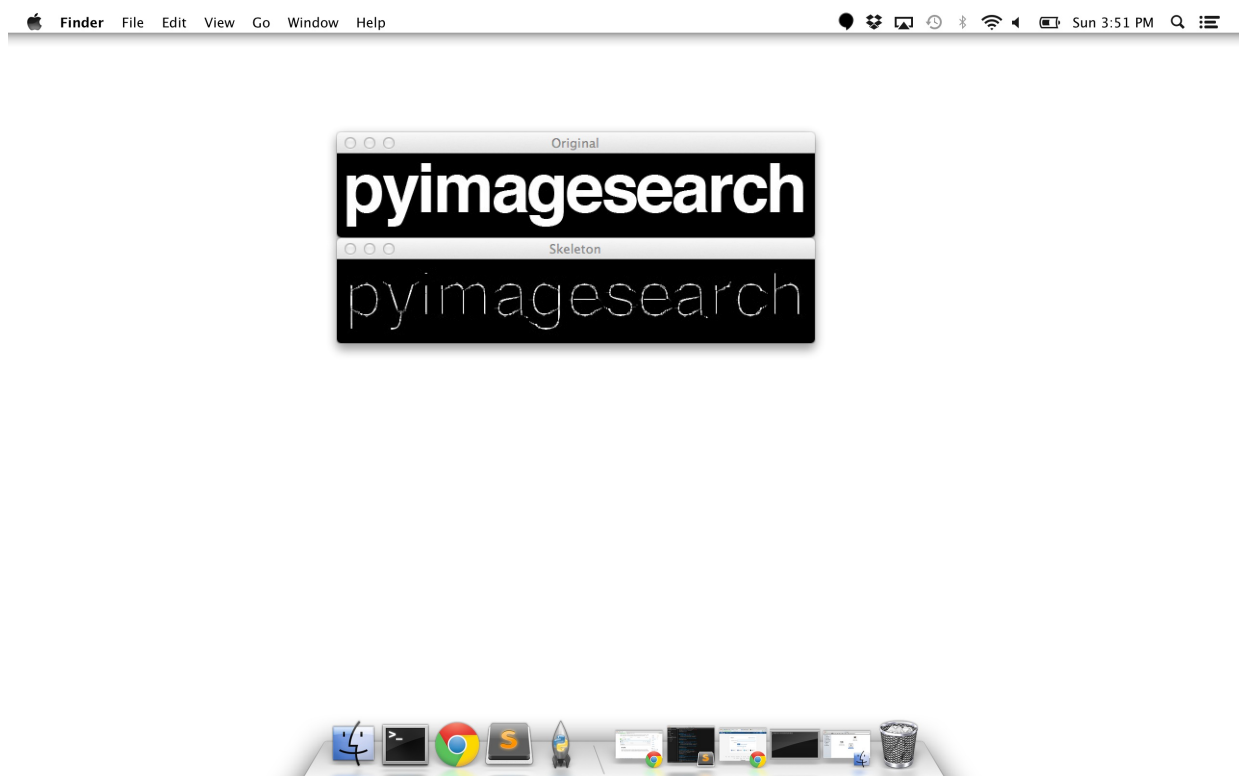 Finder File Edit View Go Window Help Sun 3:51 PM
Original
pyimagesearch
Skeleton
pyimagesearch
>_
S